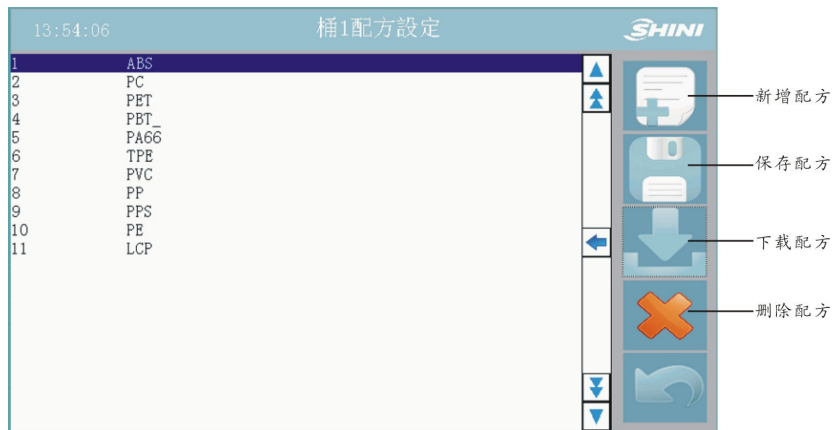 13:54:06 桶1配方設定 SHINI
1 ABS
2 PC
3 PET
4 PBT_
5 PA66
6 TPE
7 PVC
8 PP
9 PPS
10 PE
11 LCP
新增配方
保存配方
下载配方
删除配方